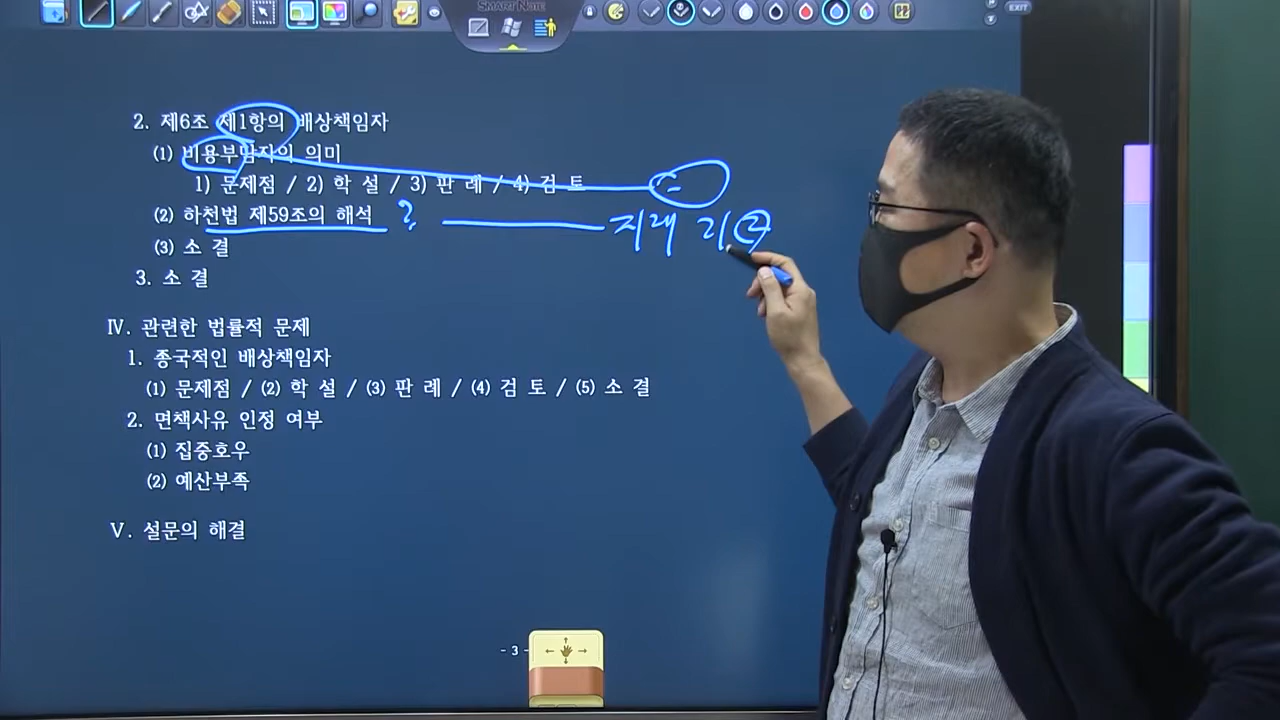 SMART NOTE
EXIT
2. 제6조 제1항의 배상책임자
(1) 비용부담자의 의미
1) 문제점 / 2) 학 설 / 3) 판 례 / 4) 검 토
(2) 하천법 제59조의 해석 ?
(3) 소 결
3. 소 결
Ⅳ. 관련한 법률적 문제
1. 종국적인 배상책임자
(1) 문제점 / (2) 학 설 / (3) 판 례 / (4) 검 토 / (5) 소 결
2. 면책사유 인정 여부
(1) 집중호우
(2) 예산부족
Ⅴ. 설문의 해결
- 3 -